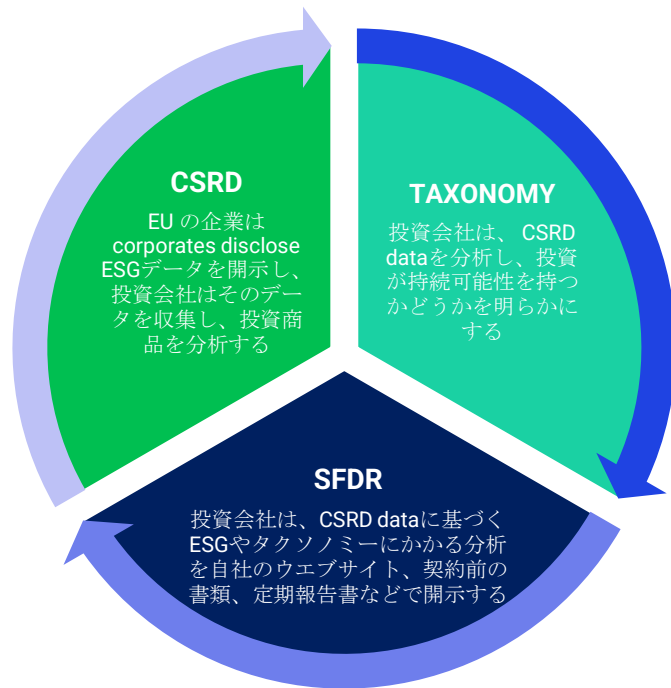 CSRD
EU の企業は
corporates disclose
ESGデータを開示し、
投資会社はそのデー
タを収集し、投資商
品を分析する
TAXONOMY
投資会社は、 CSRD
dataを分析し、投資
が持続可能性を持つ
かどうかを明らかに
する
SFDR
投資会社は、CSRD dataに基づく
ESGやタクソノミーにかかる分析
を自社のウエブサイト、契約前の
書類、定期報告書などで開示する